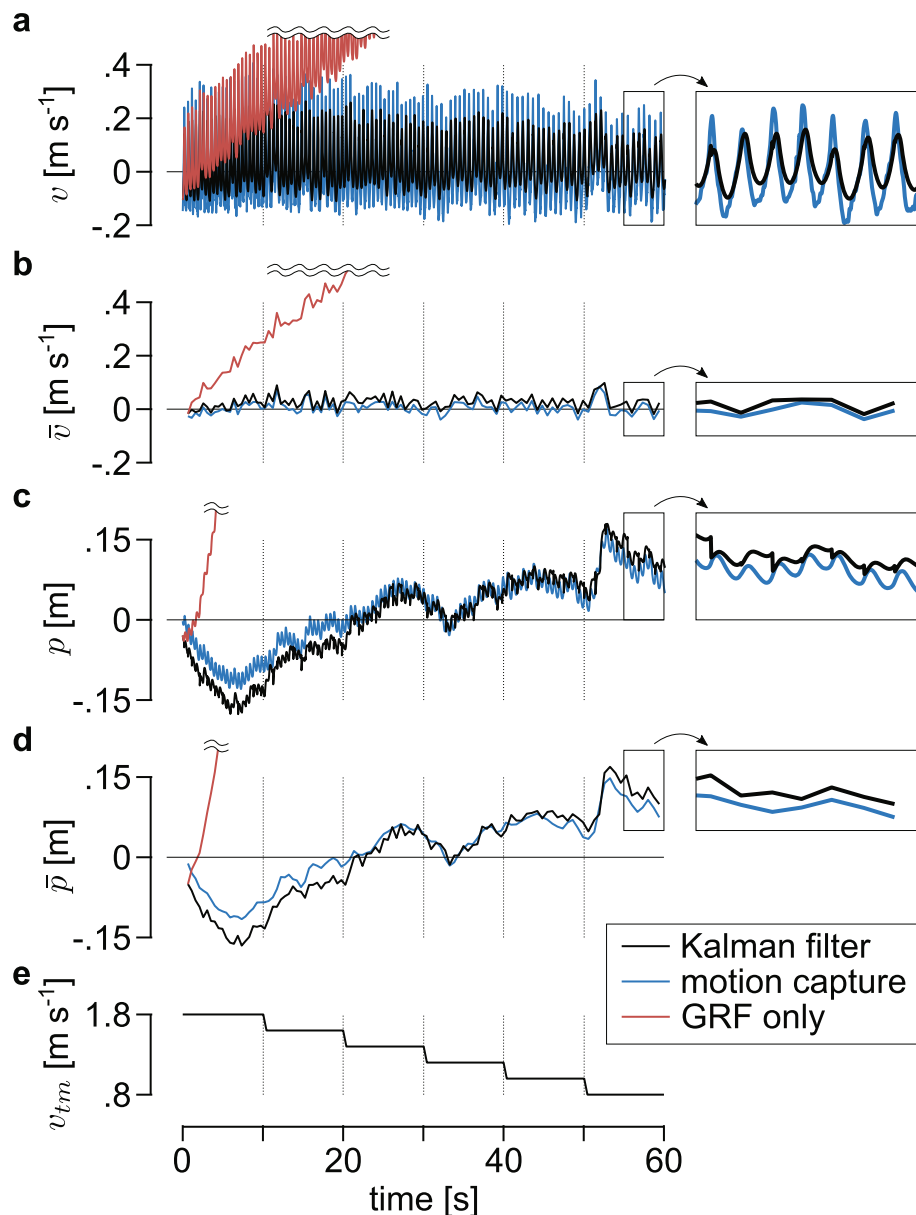 a
.4
.2
0
-.2
v [m s⁻¹]
b
.4
.2
0
-.2
v̄ [m s⁻¹]
c
.15
0
-.15
p [m]
d
.15
0
-.15
p̄ [m]
Kalman filter
motion capture
GRF only
e
1.8
.8
vtm [m s⁻¹]
0 20 40 60
time [s]